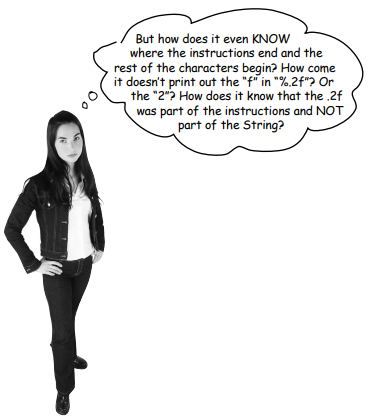 But how does it even KNOW
where the instructions end and the
rest of the characters begin? How come
it doesn't print out the “f” in “%.2f”? Or
the “2”? How does it know that the .2f
was part of the instructions and NOT
part of the String?